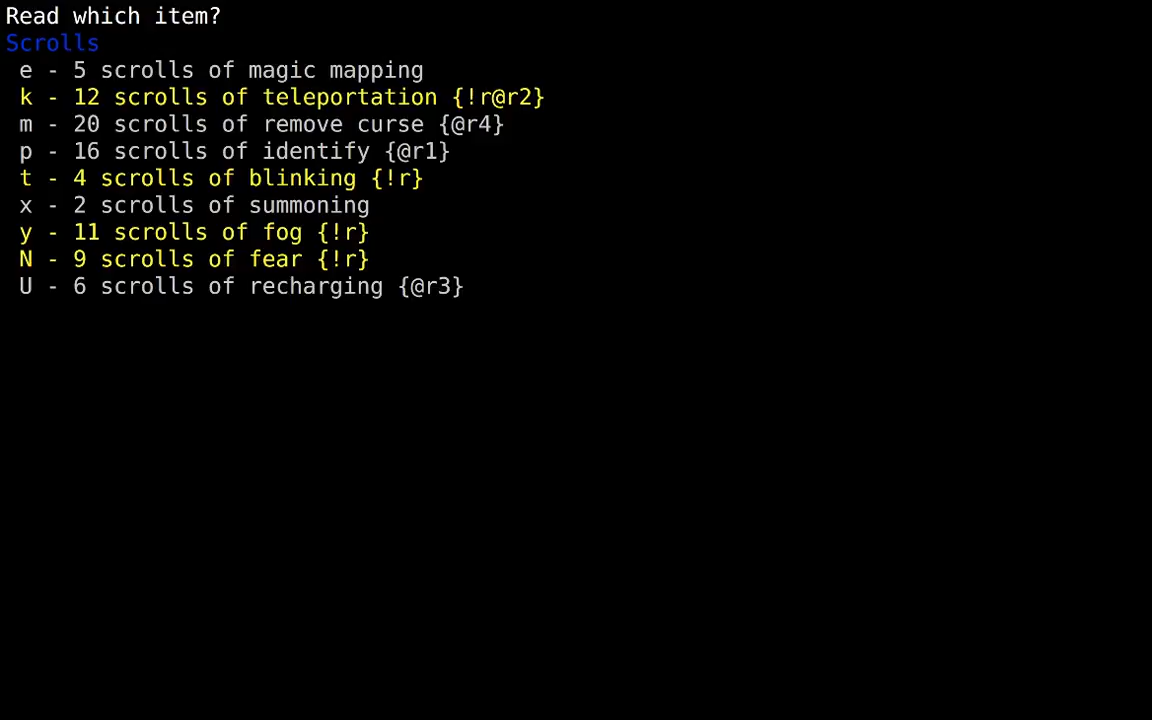 Read which item?
Scrolls
e - 5 scrolls of magic mapping
k - 12 scrolls of teleportation {!r@r2}
m - 20 scrolls of remove curse {@r4}
p - 16 scrolls of identify {@r1}
t - 4 scrolls of blinking {!r}
x - 2 scrolls of summoning
y - 11 scrolls of fog {!r}
N - 9 scrolls of fear {!r}
U - 6 scrolls of recharging {@r3}